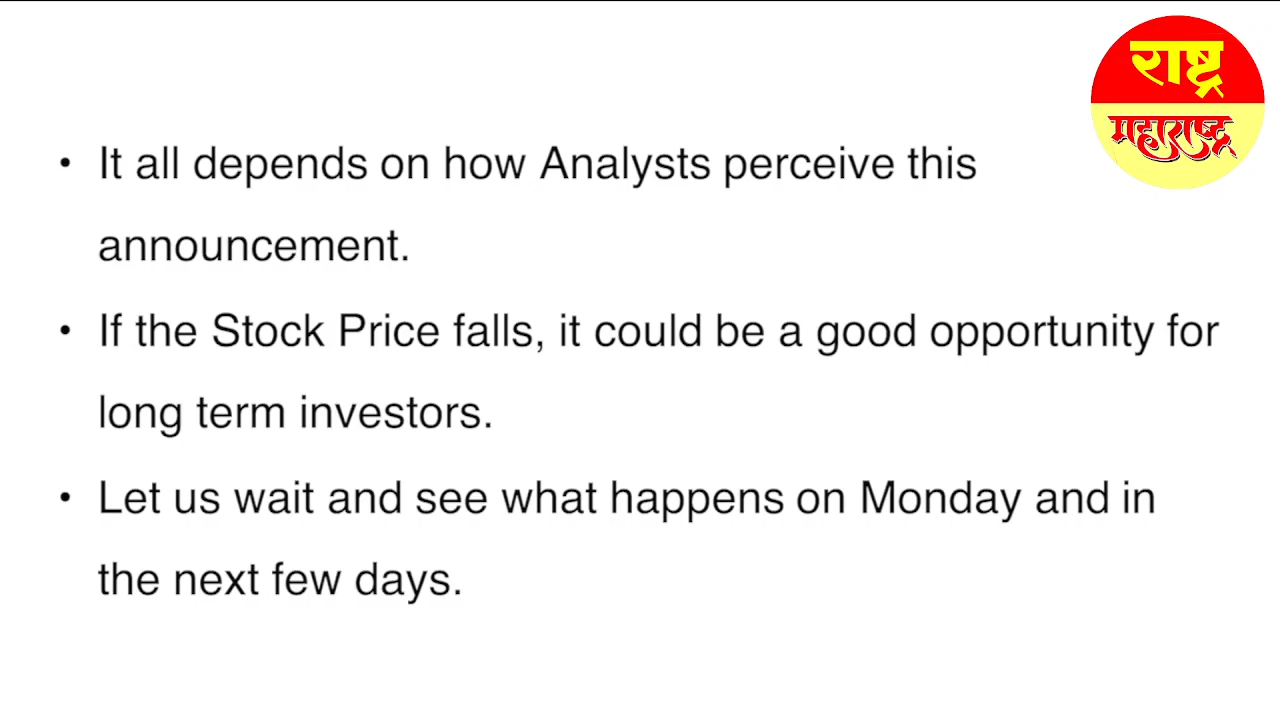 राष्ट्र
महाराष्ट्र
• It all depends on how Analysts perceive this
announcement.
• If the Stock Price falls, it could be a good opportunity for
long term investors.
• Let us wait and see what happens on Monday and in
the next few days.